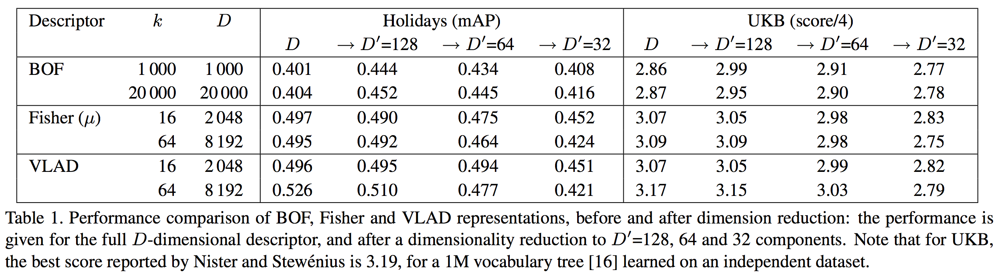 Descriptor k D Holidays (mAP) UKB (score/4)
D → D′=128 → D′=64 → D′=32 D → D′=128 → D′=64 → D′=32
BOF 1 000 1 000 0.401 0.444 0.434 0.408 2.86 2.99 2.91 2.77
20 000 20 000 0.404 0.452 0.445 0.416 2.87 2.95 2.90 2.78
Fisher (μ) 16 2 048 0.497 0.490 0.475 0.452 3.07 3.05 2.98 2.83
64 8 192 0.495 0.492 0.464 0.424 3.09 3.09 2.98 2.75
VLAD 16 2 048 0.496 0.495 0.494 0.451 3.07 3.05 2.99 2.82
64 8 192 0.526 0.510 0.477 0.421 3.17 3.15 3.03 2.79
Table 1. Performance comparison of BOF, Fisher and VLAD representations, before and after dimension reduction: the performance is
given for the full D-dimensional descriptor, and after a dimensionality reduction to D′=128, 64 and 32 components. Note that for UKB,
the best score reported by Nister and Stewénius is 3.19, for a 1M vocabulary tree [16] learned on an independent dataset.